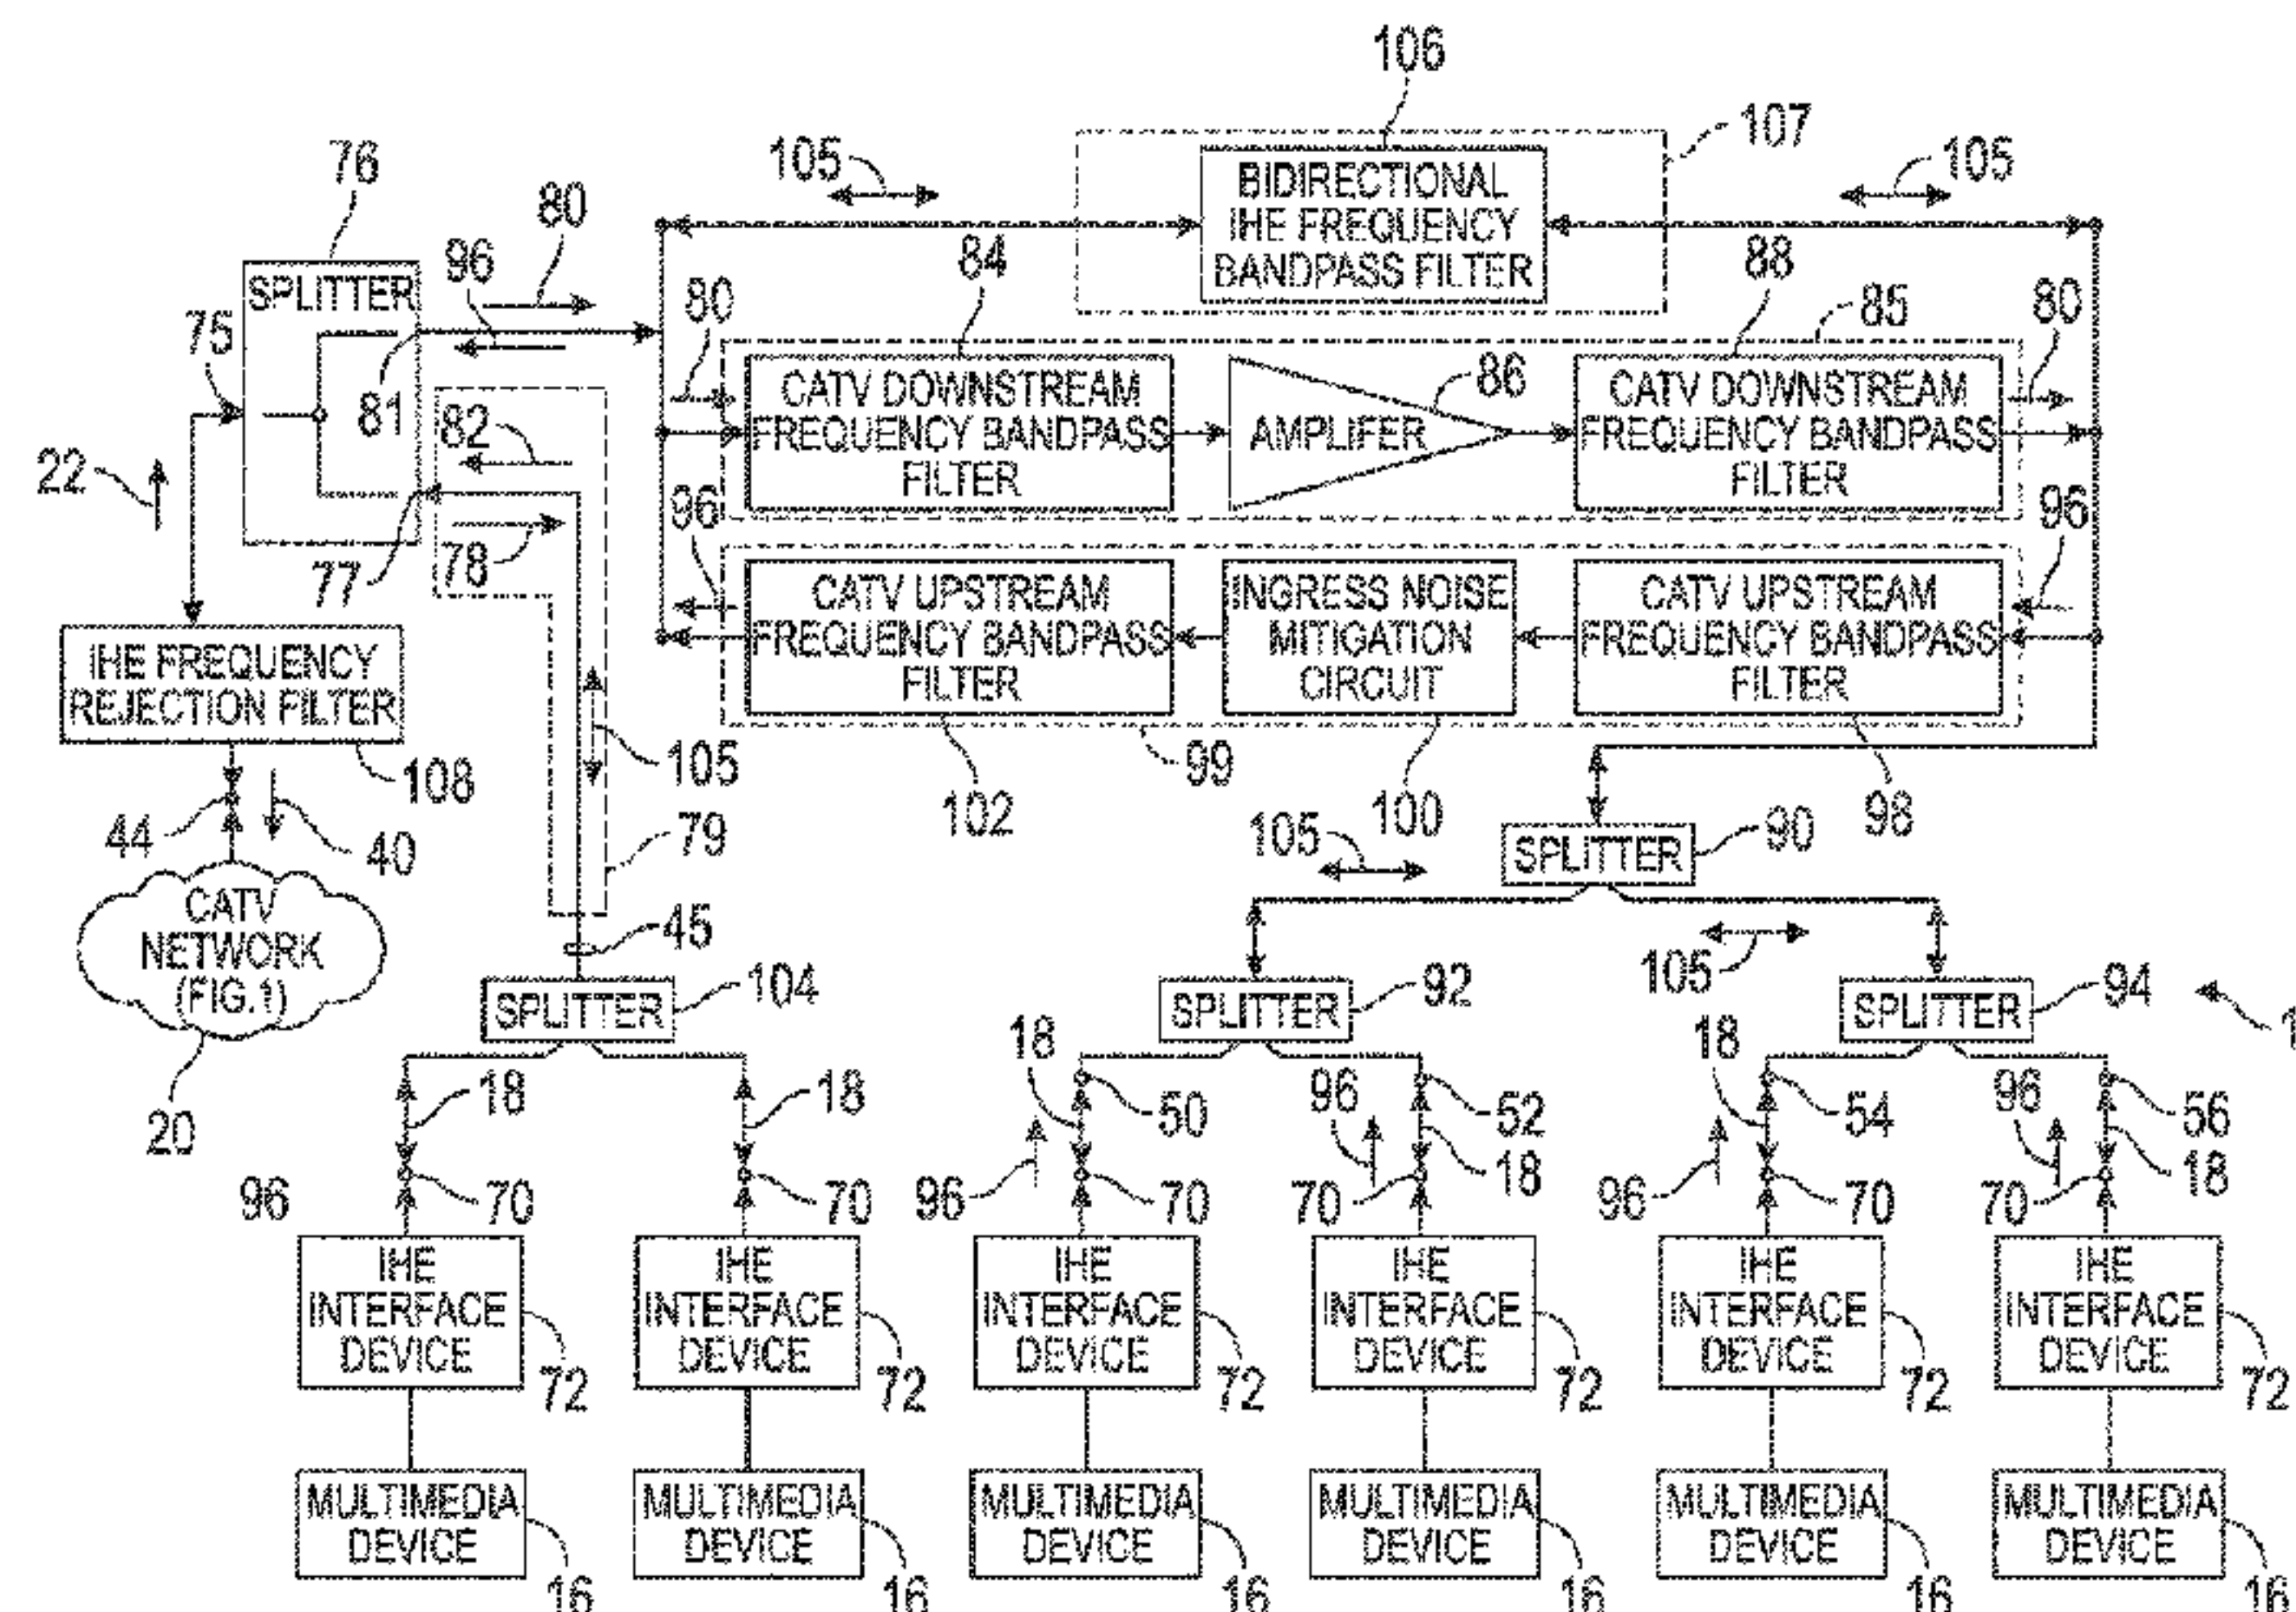 106
107
105
105
76
80
BIDIRECTIONAL
IHE FREQUENCY
BANDPASS FILTER
96
84
88
SPLITTER
80
85
80
75
81
82
CATV DOWNSTREAM
FREQUENCY BANDPASS
FILTER
86
AMPLIFER
CATV DOWNSTREAM
FREQUENCY BANDPASS
FILTER
22
96
96
77
78
CATV UPSTREAM
FREQUENCY BANDPASS
FILTER
INGRESS NOISE
MITIGATION
CIRCUIT
CATV UPSTREAM
FREQUENCY BANDPASS
FILTER
IHE FREQUENCY
REJECTION FILTER
108
105
99
102
100
98
44
40
79
105
SPLITTER
90
CATV
NETWORK
(FIG.1)
20
45
105
SPLITTER
104
SPLITTER
92
SPLITTER
94
18
18
18
50
96
52
18
18
54
96
56
18
96
70
70
96
70
70
96
70
70
IHE
INTERFACE
DEVICE
72
IHE
INTERFACE
DEVICE
72
IHE
INTERFACE
DEVICE
72
IHE
INTERFACE
DEVICE
72
IHE
INTERFACE
DEVICE
72
IHE
INTERFACE
DEVICE
72
MULTIMEDIA
DEVICE
16
MULTIMEDIA
DEVICE
16
MULTIMEDIA
DEVICE
16
MULTIMEDIA
DEVICE
16
MULTIMEDIA
DEVICE
16
MULTIMEDIA
DEVICE
16